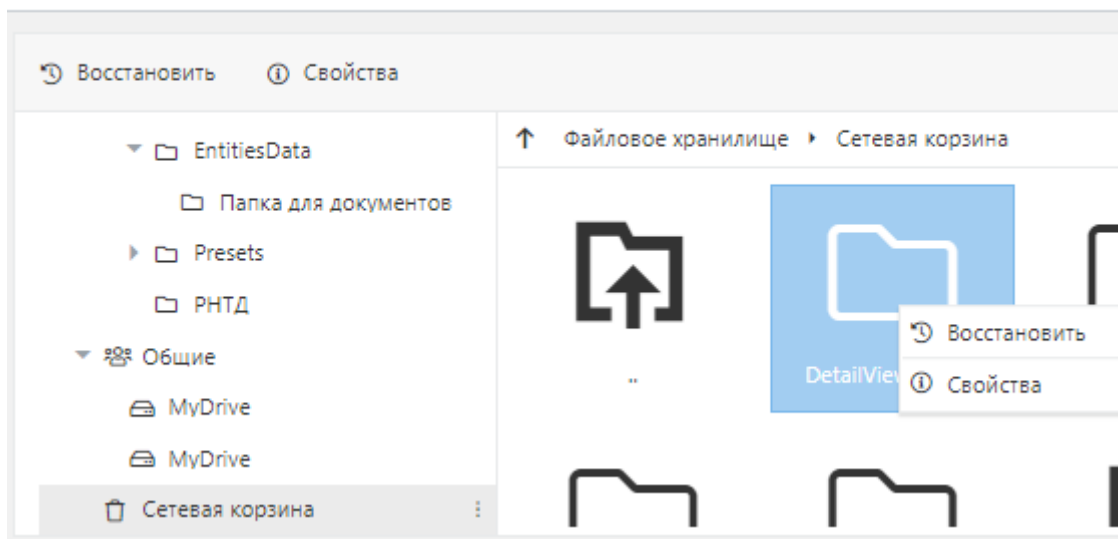 Восстановить Свойства
EntitiesData
Папка для документов
Presets
РНТД
Общие
MyDrive
MyDrive
Сетевая корзина
Файловое хранилище Сетевая корзина
..
DetailVie
Восстановить
Свойства